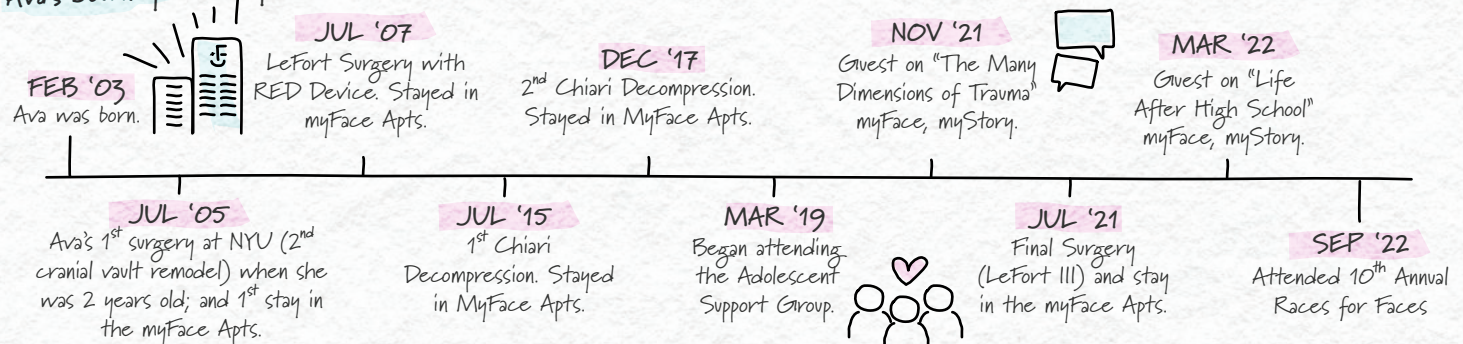 FEB '03
Ava was born.
JUL '05
Ava's 1st surgery at NYU (2nd
cranial vault remodel) when she
was 2 years old; and 1st stay in
the myFace Apts.
JUL '07
LeFort Surgery with
RED Device. Stayed in
myFace Apts.
JUL '15
1st Chiari
Decompression. Stayed
in MyFace Apts.
DEC '17
2nd Chiari Decompression.
Stayed in MyFace Apts.
MAR '19
Began attending
the Adolescent
Support Group.
NOV '21
Guest on "The Many
Dimensions of Trauma"
myFace, myStory.
JUL '21
Final Surgery
(LeFort III) and stay
in the myFace Apts.
MAR '22
Guest on "Life
After High School"
myFace, myStory.
SEP '22
Attended 10th Annual
Races for Faces